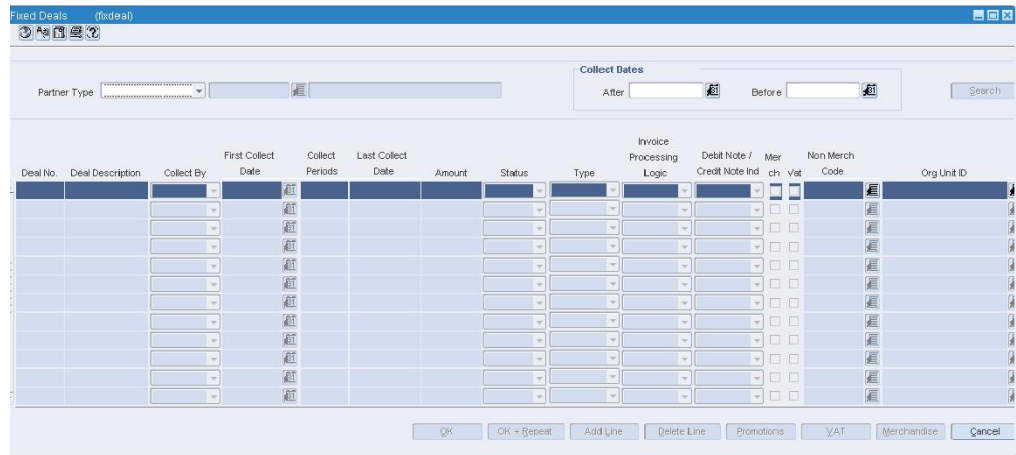 Fixed Deals (fixdeal)
Collect Dates
Partner Type After Before Search
Deal No. Deal Description Collect By First Collect Date Collect Periods Last Collect Date Amount Status Type Invoice Processing Logic Debit Note / Credit Note Ind Mer ch Vat Non Merch Code Org Unit ID
OK OK + Repeat Add Line Delete Line Promotions VAT Merchandise Cancel